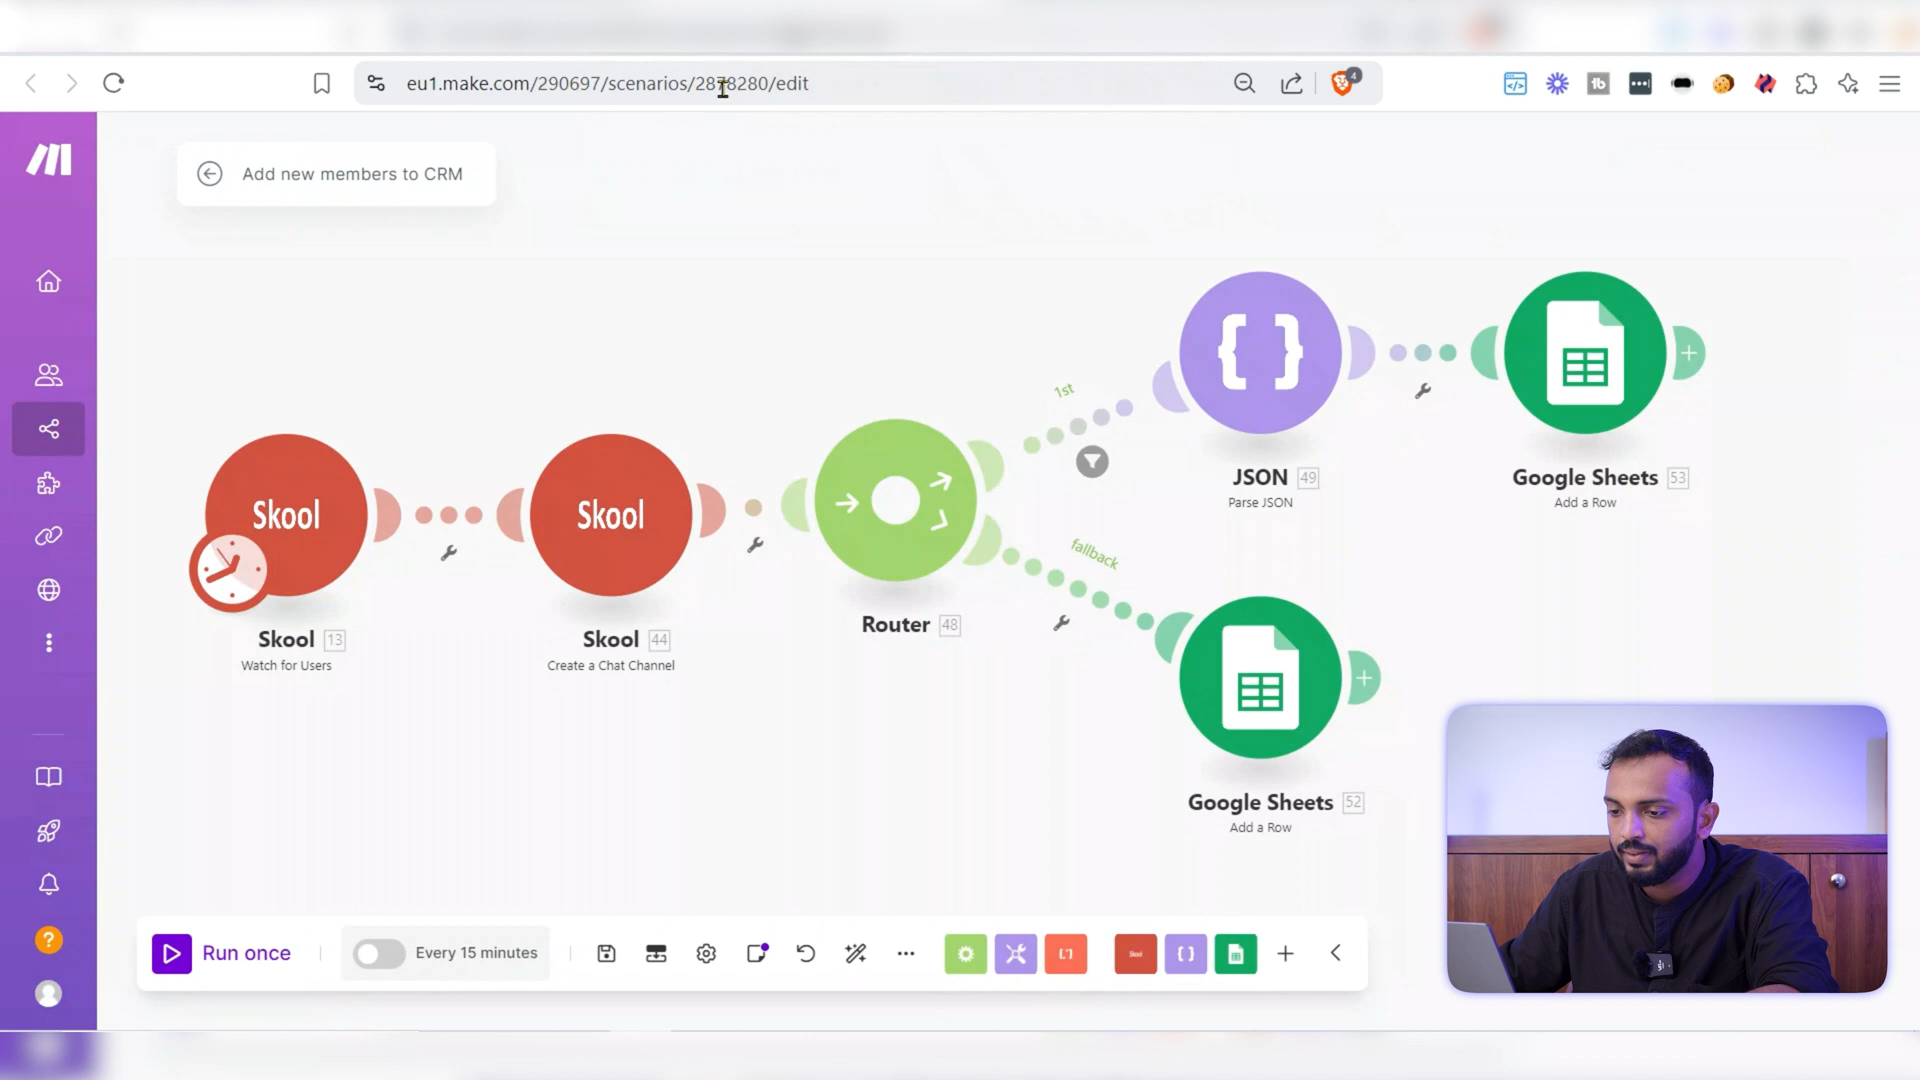 eu1.make.com/290697/scenarios/2878280/edit
4
Add new members to CRM
1st
JSON 49
Parse JSON
Google Sheets 53
Add a Row
Skool
Skool
fallback
Skool 13
Watch for Users
Skool 44
Create a Chat Channel
Router 48
Google Sheets 52
Add a Row
Run once
Every 15 minutes
Skool